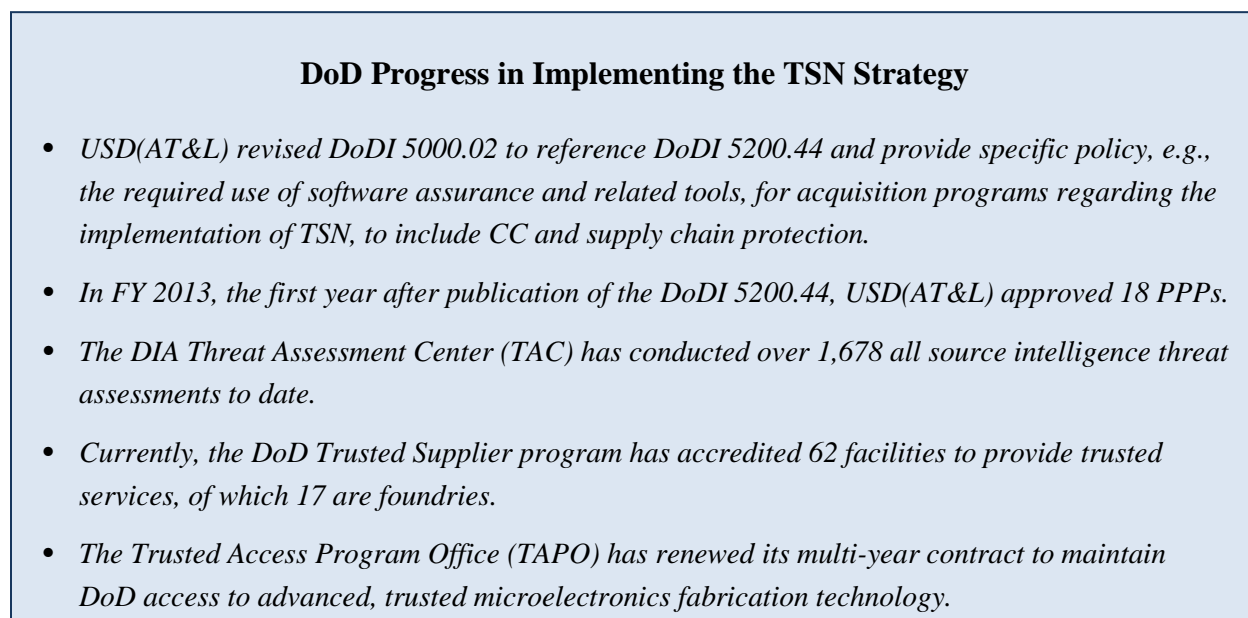 DoD Progress in Implementing the TSN Strategy
• USD(AT&L) revised DoDI 5000.02 to reference DoDI 5200.44 and provide specific policy, e.g.,
the required use of software assurance and related tools, for acquisition programs regarding the
implementation of TSN, to include CC and supply chain protection.
• In FY 2013, the first year after publication of the DoDI 5200.44, USD(AT&L) approved 18 PPPs.
• The DIA Threat Assessment Center (TAC) has conducted over 1,678 all source intelligence threat
assessments to date.
• Currently, the DoD Trusted Supplier program has accredited 62 facilities to provide trusted
services, of which 17 are foundries.
• The Trusted Access Program Office (TAPO) has renewed its multi-year contract to maintain
DoD access to advanced, trusted microelectronics fabrication technology.